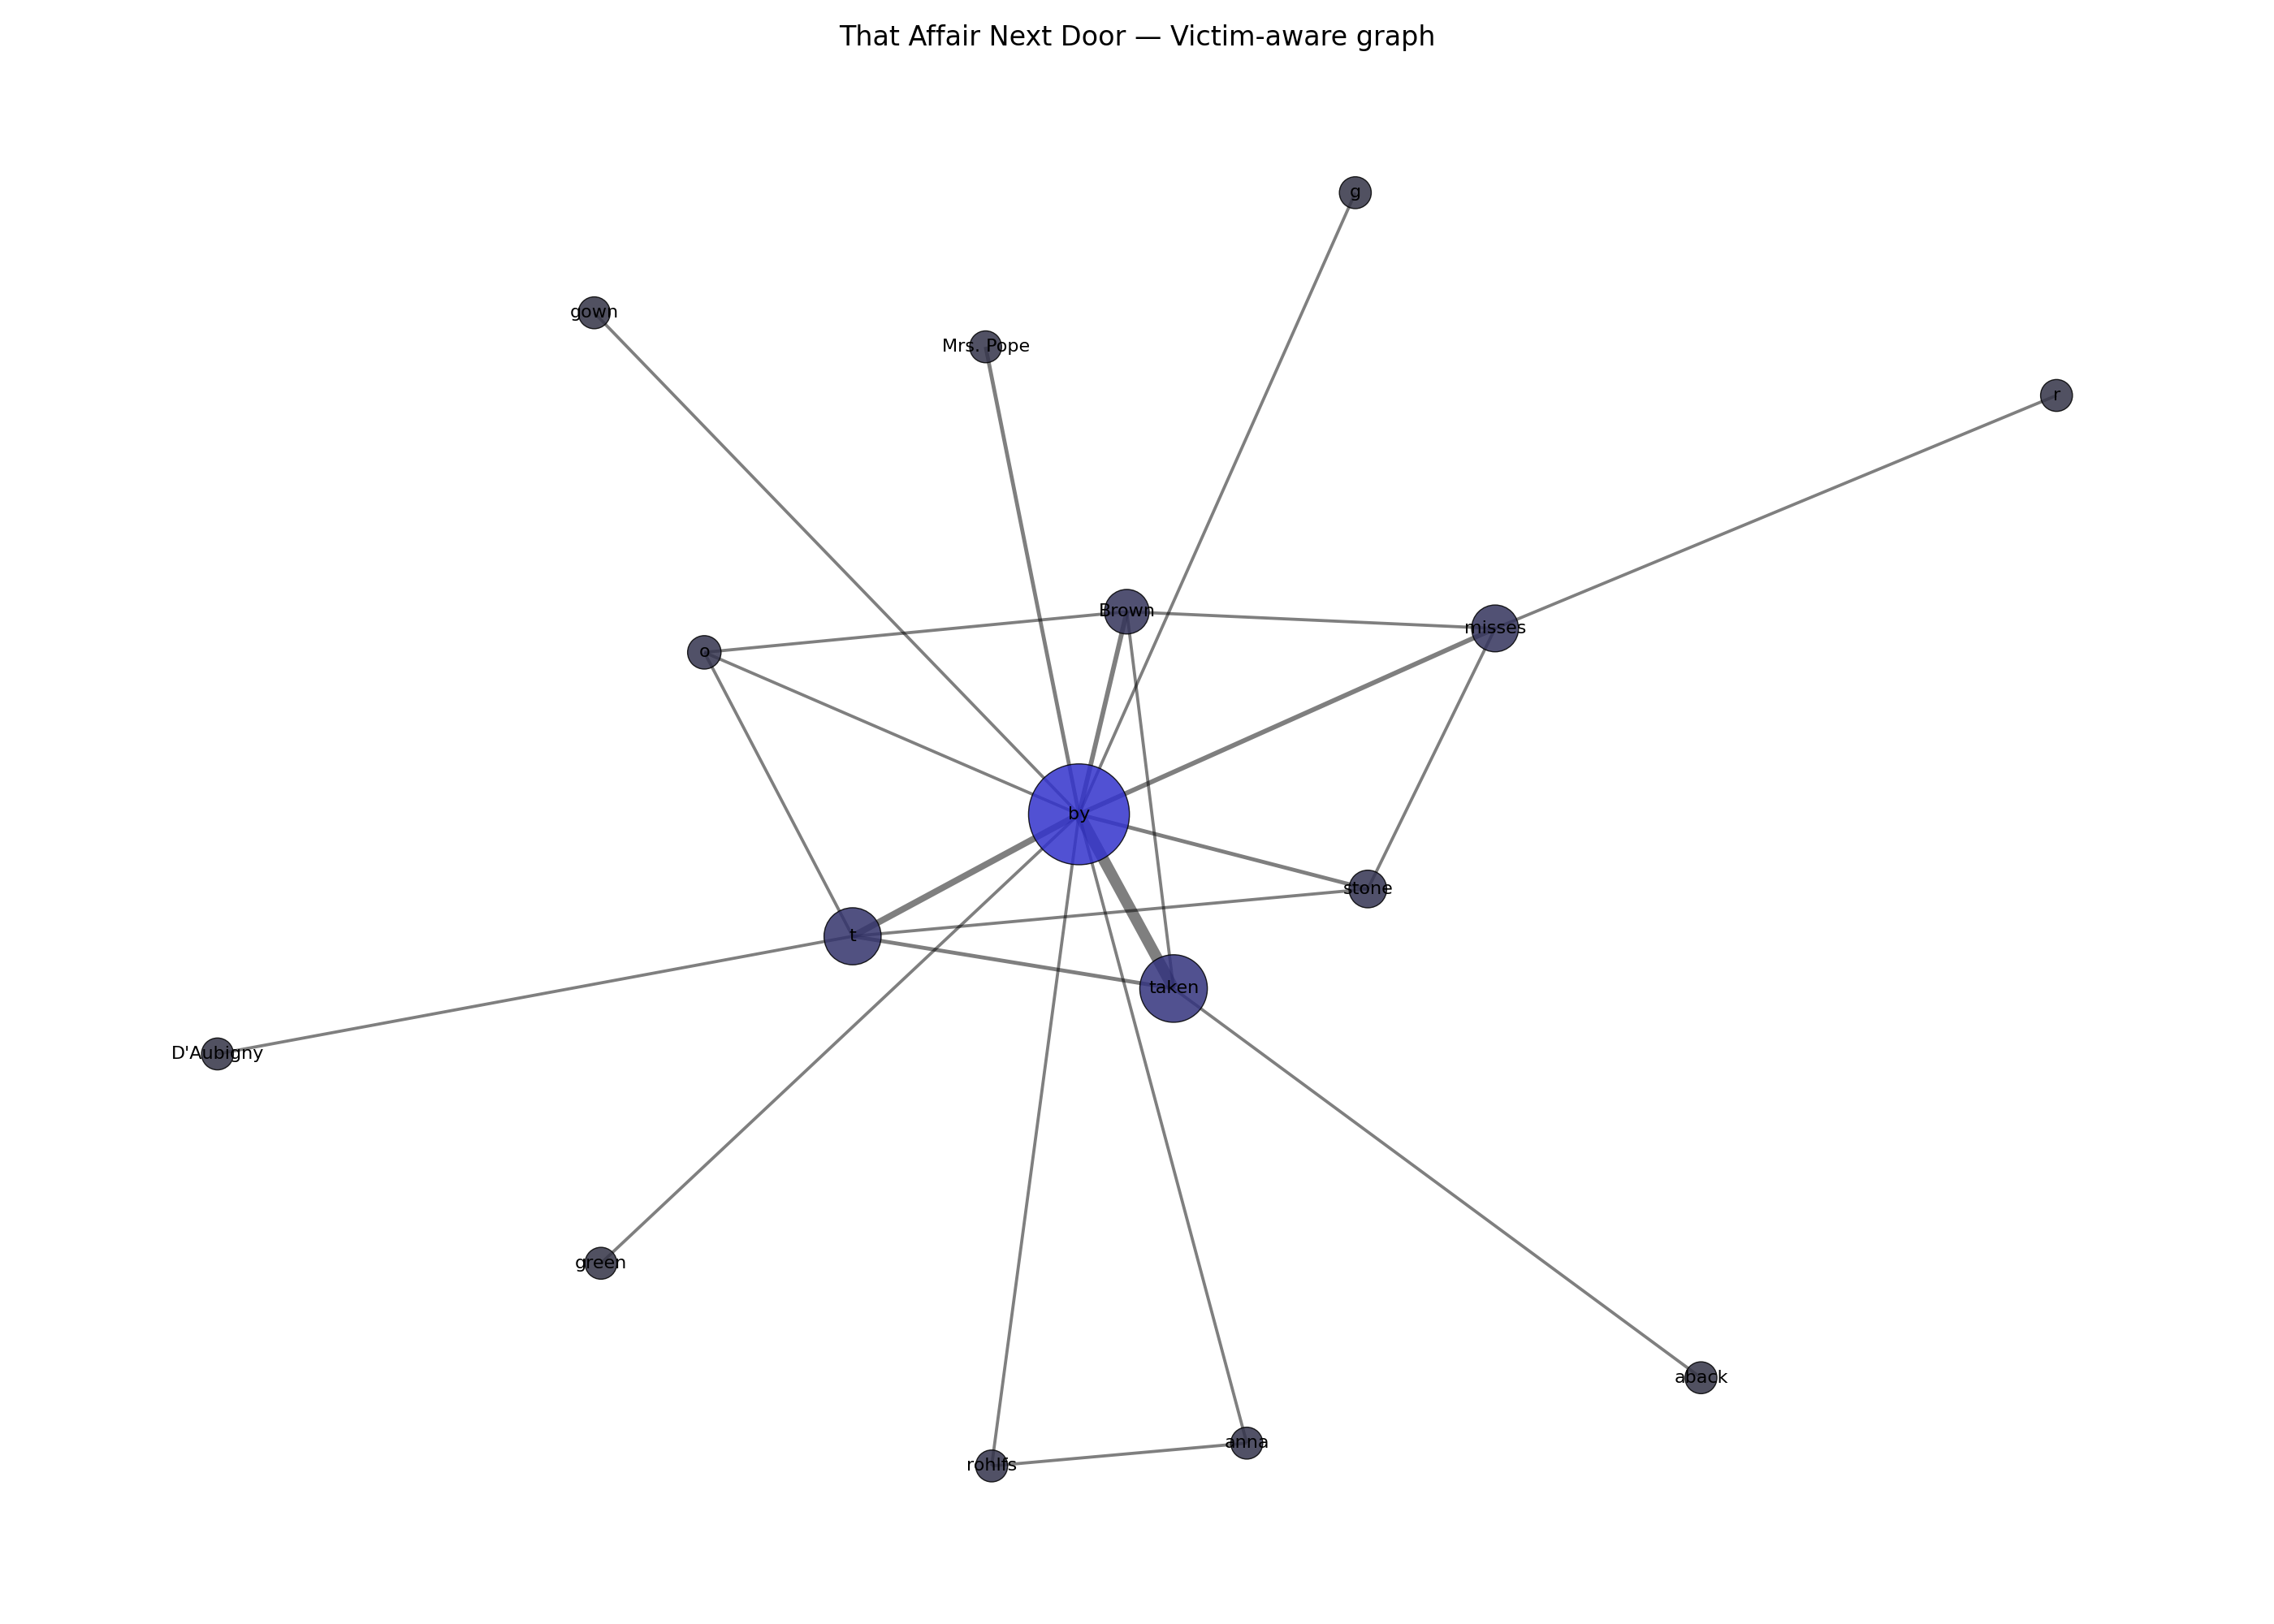 That Affair Next Door — Victim-aware graph
g
gown
Mrs. Pope
r
Brown
misses
o
by
stone
t
taken
D'Aubigny
green
aback
anna
rohlfs